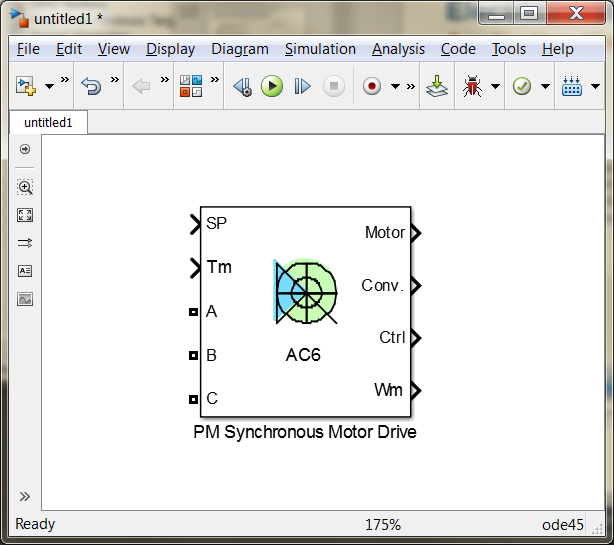 untitled1 *
File Edit View Display Diagram Simulation Analysis Code Tools Help
untitled1
SP
Motor
Tm
Conv.
A
Ctrl
B
AC6
Wm
C
PM Synchronous Motor Drive
Ready 175% ode45